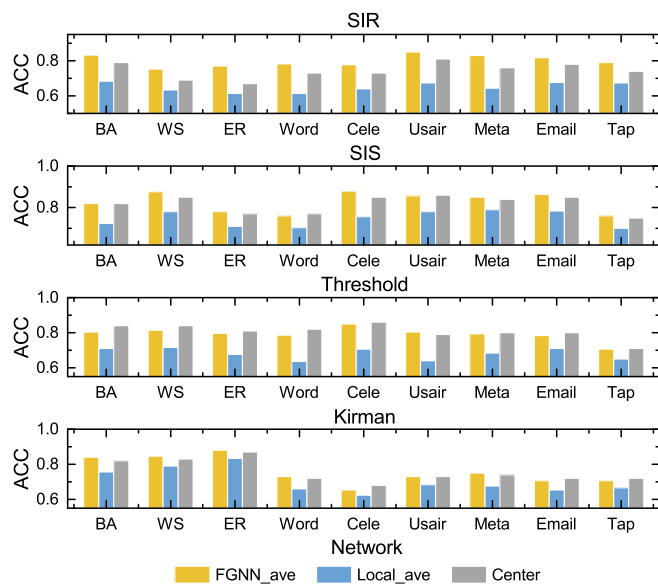 SIR
ACC
0.8
0.6
BA WS ER Word Cele Usair Meta Email Tap
SIS
ACC
1.0
0.8
BA WS ER Word Cele Usair Meta Email Tap
Threshold
ACC
1.0
0.8
0.6
BA WS ER Word Cele Usair Meta Email Tap
Kirman
ACC
1.0
0.8
0.6
BA WS ER Word Cele Usair Meta Email Tap
Network
FGNN_ave Local_ave Center